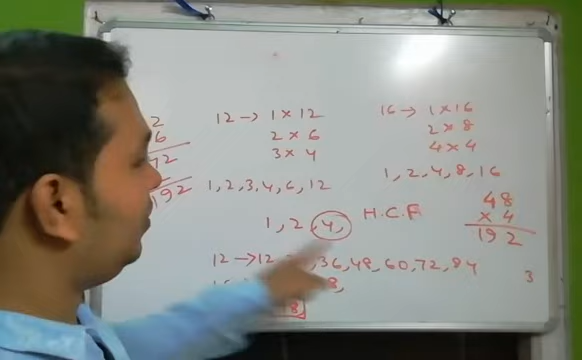 2
6
72
192
12 → 1 × 12
2 × 6
3 × 4
1, 2, 3, 4, 6, 12
16 → 1 × 16
2 × 8
4 × 4
1, 2, 4, 8, 16
1, 2, 4, H.C.F
48
× 4
192
12 → 12, 36, 48, 60, 72, 84
3